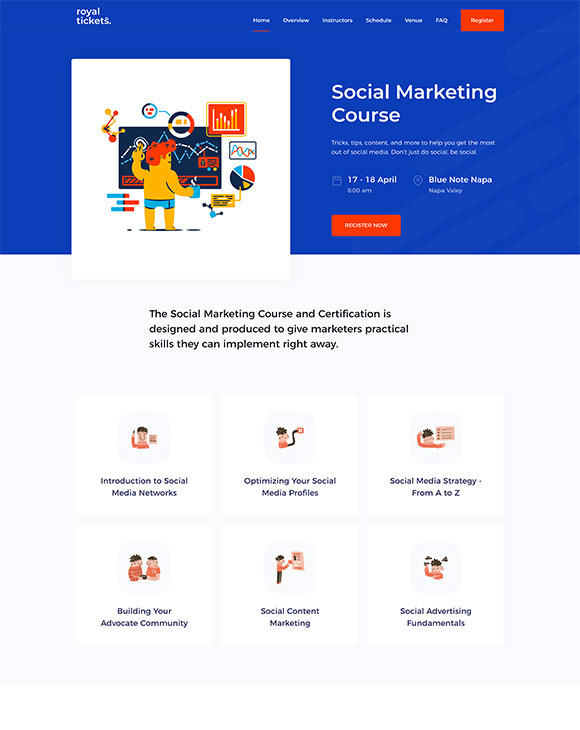 royal
tickets.
Home Overview Instructors Schedule Venue FAQ Register
Social Marketing
Course
Tricks, tips, content, and more to help you get the most
out of social media. Don't just do social, be social.
17 - 18 April Blue Note Napa
8:00 am Napa Valey
REGISTER NOW
The Social Marketing Course and Certification is
designed and produced to give marketers practical
skills they can implement right away.
Introduction to Social
Media Networks
Optimizing Your Social
Media Profiles
Social Media Strategy -
From A to Z
Building Your
Advocate Community
Social Content
Marketing
Social Advertising
Fundamentals